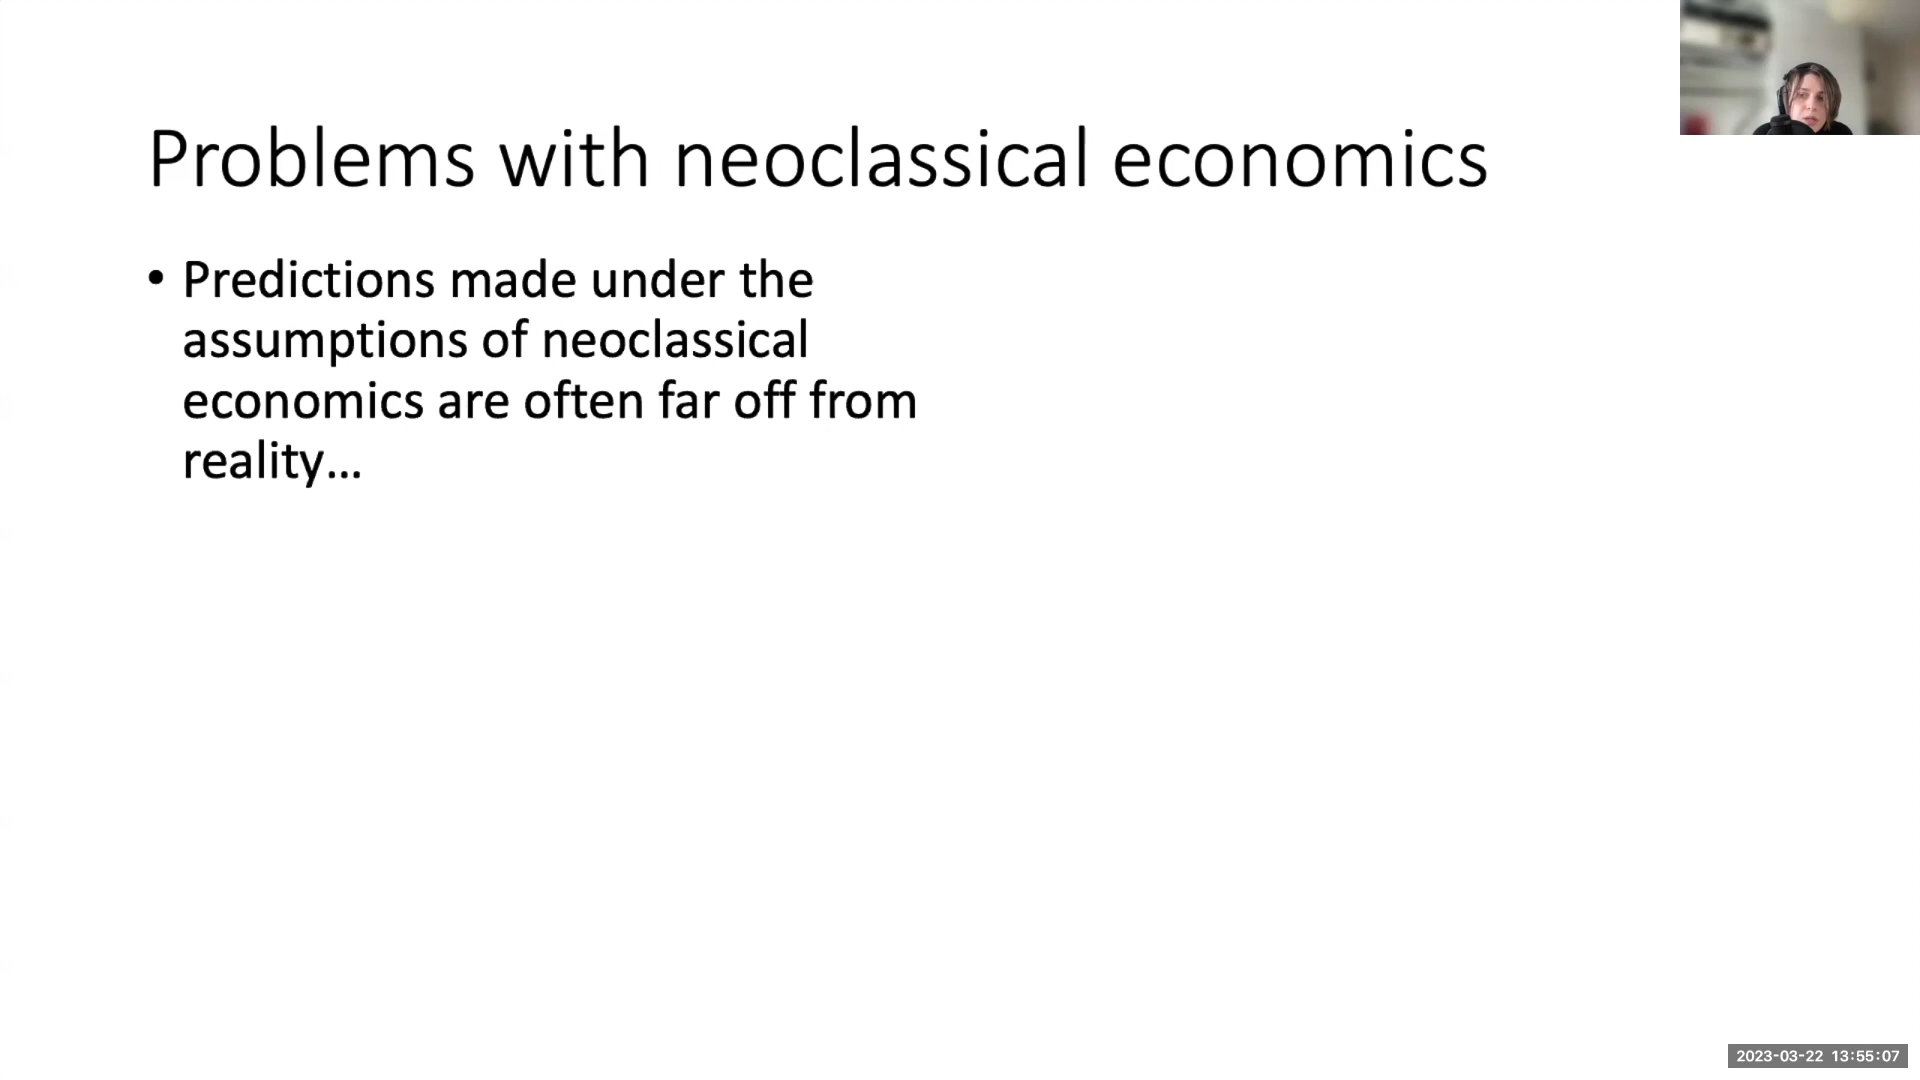 Problems with neoclassical economics
• Predictions made under the
assumptions of neoclassical
economics are often far off from
reality...
2023-03-22 13:55:07